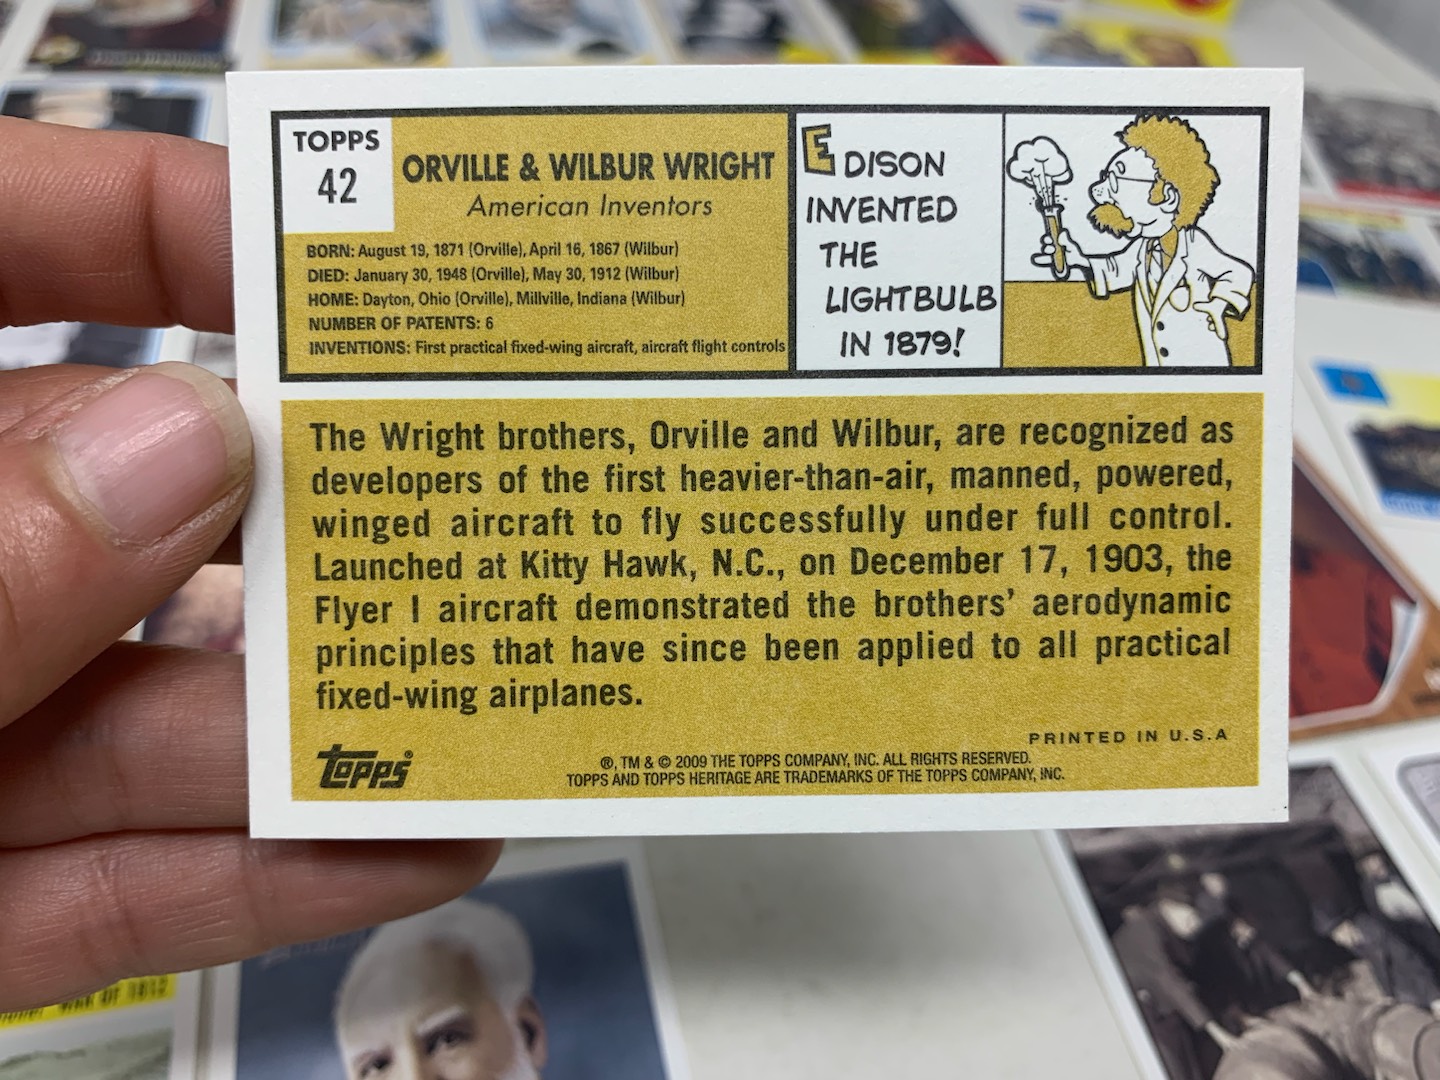 TOPPS
42
ORVILLE & WILBUR WRIGHT
American Inventors
BORN: August 19, 1871 (Orville), April 16, 1867 (Wilbur)
DIED: January 30, 1948 (Orville), May 30, 1912 (Wilbur)
HOME: Dayton, Ohio (Orville), Millville, Indiana (Wilbur)
NUMBER OF PATENTS: 6
INVENTIONS: First practical fixed-wing aircraft, aircraft flight controls
EDISON
INVENTED
THE
LIGHTBULB
IN 1879!
The Wright brothers, Orville and Wilbur, are recognized as
developers of the first heavier-than-air, manned, powered,
winged aircraft to fly successfully under full control.
Launched at Kitty Hawk, N.C., on December 17, 1903, the
Flyer I aircraft demonstrated the brothers' aerodynamic
principles that have since been applied to all practical
fixed-wing airplanes.
PRINTED IN U.S.A
TOPPS®
®, TM & © 2009 THE TOPPS COMPANY, INC. ALL RIGHTS RESERVED.
TOPPS AND TOPPS HERITAGE ARE TRADEMARKS OF THE TOPPS COMPANY, INC.
WAR OF 1812